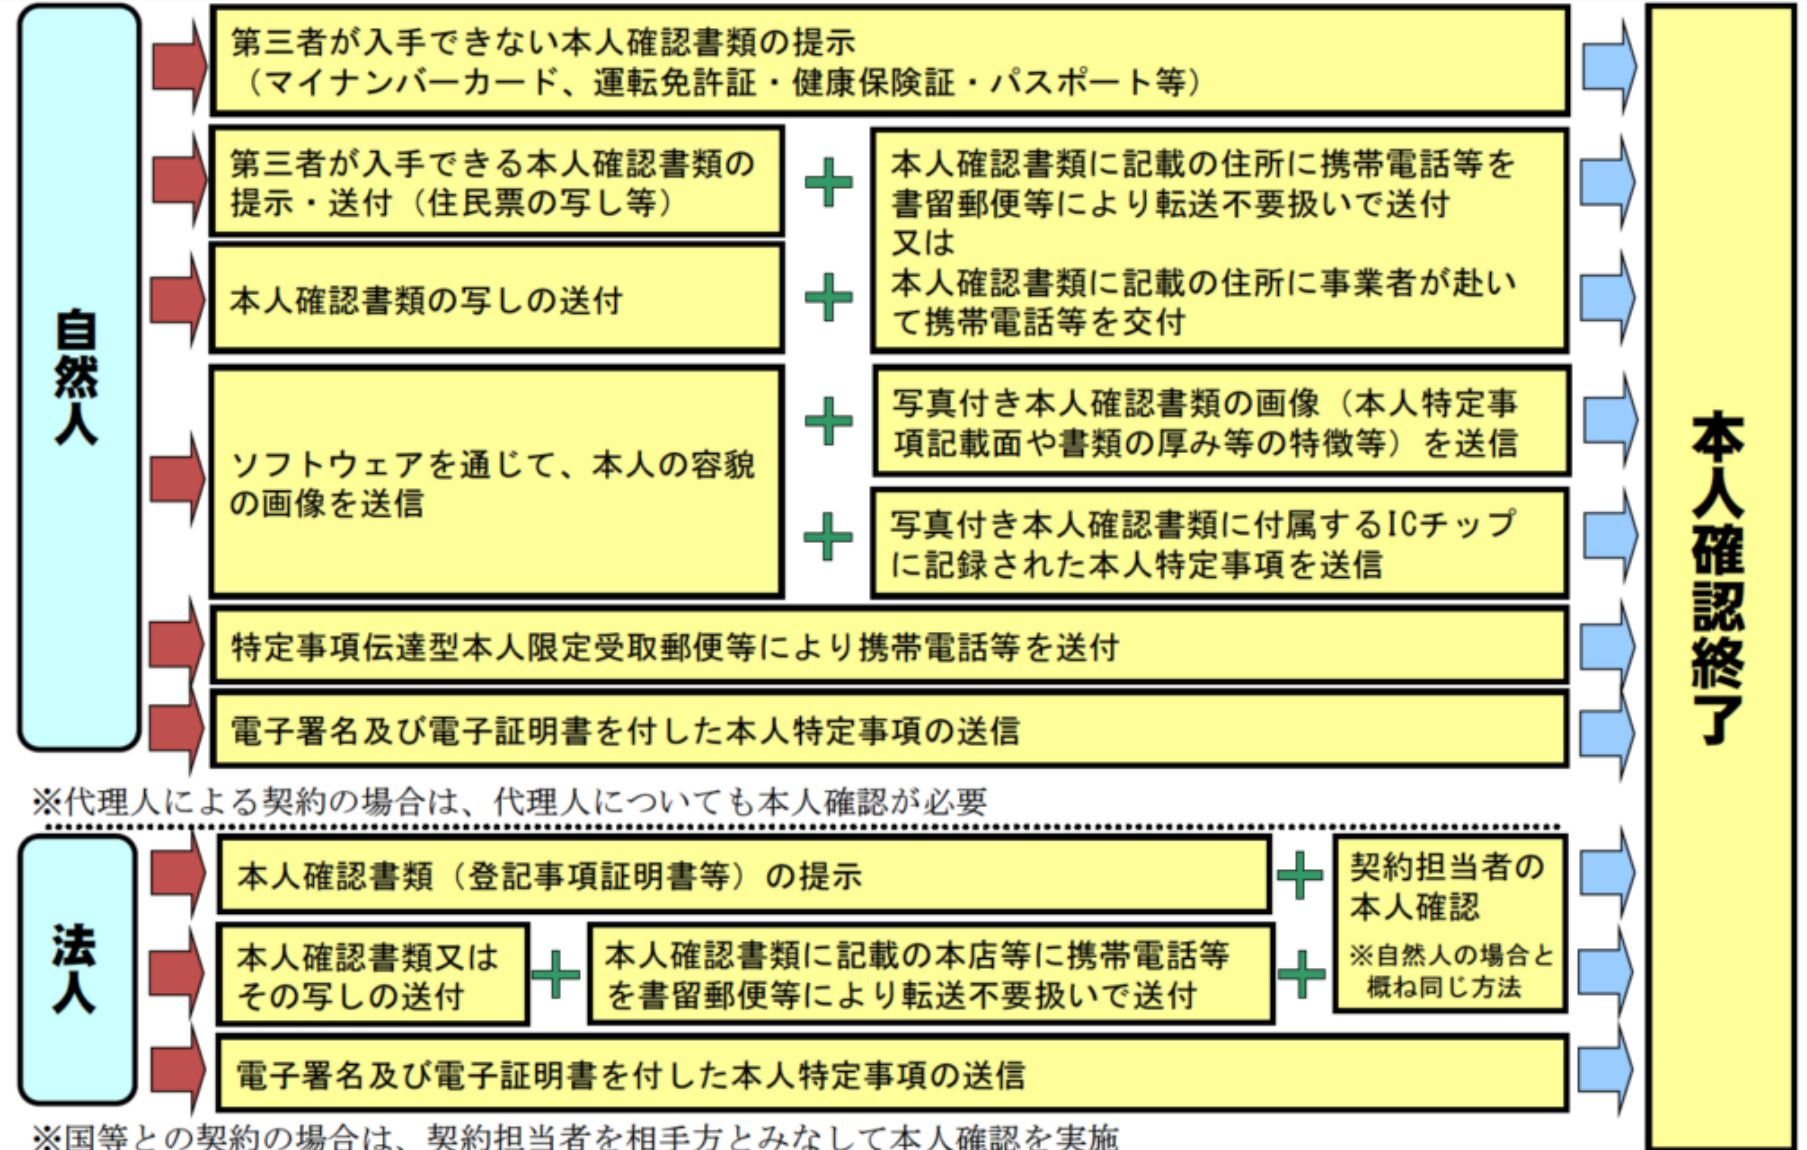 自然人
第三者が入手できない本人確認書類の提示
（マイナンバーカード、運転免許証・健康保険証・パスポート等）
第三者が入手できる本人確認書類の
提示・送付（住民票の写し等）
本人確認書類の写しの送付
本人確認書類に記載の住所に携帯電話等を
書留郵便等により転送不要扱いで送付
又は
本人確認書類に記載の住所に事業者が赴い
て携帯電話等を交付
ソフトウェアを通じて、本人の容貌
の画像を送信
写真付き本人確認書類の画像（本人特定事
項記載面や書類の厚み等の特徴等）を送信
写真付き本人確認書類に付属するICチップ
に記録された本人特定事項を送信
特定事項伝達型本人限定受取郵便等により携帯電話等を送付
電子署名及び電子証明書を付した本人特定事項の送信
※代理人による契約の場合は、代理人についても本人確認が必要
法人
本人確認書類（登記事項証明書等）の提示
本人確認書類又は
その写しの送付
本人確認書類に記載の本店等に携帯電話等
を書留郵便等により転送不要扱いで送付
契約担当者の
本人確認
※自然人の場合と
概ね同じ方法
電子署名及び電子証明書を付した本人特定事項の送信
※国等との契約の場合は、契約担当者を相手方とみなして本人確認を実施
本人確認終了